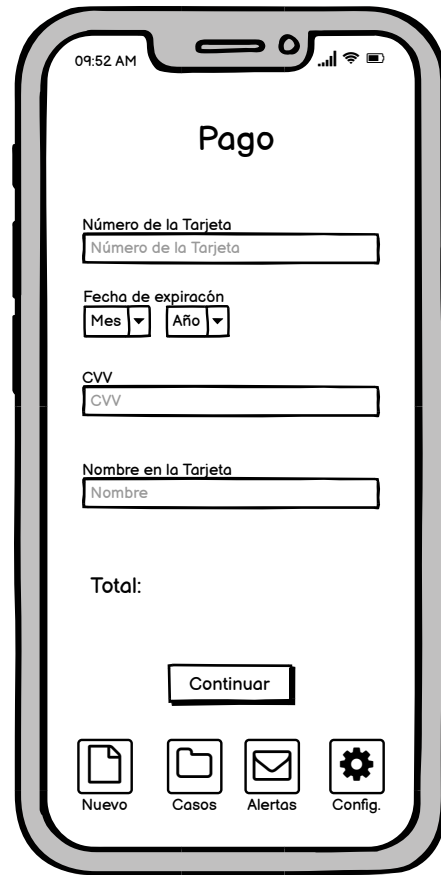 09:52 AM
Pago
Número de la Tarjeta
Número de la Tarjeta
Fecha de expiracón
Mes Año
CVV
CVV
Nombre en la Tarjeta
Nombre
Total:
Continuar
Nuevo Casos Alertas Config.